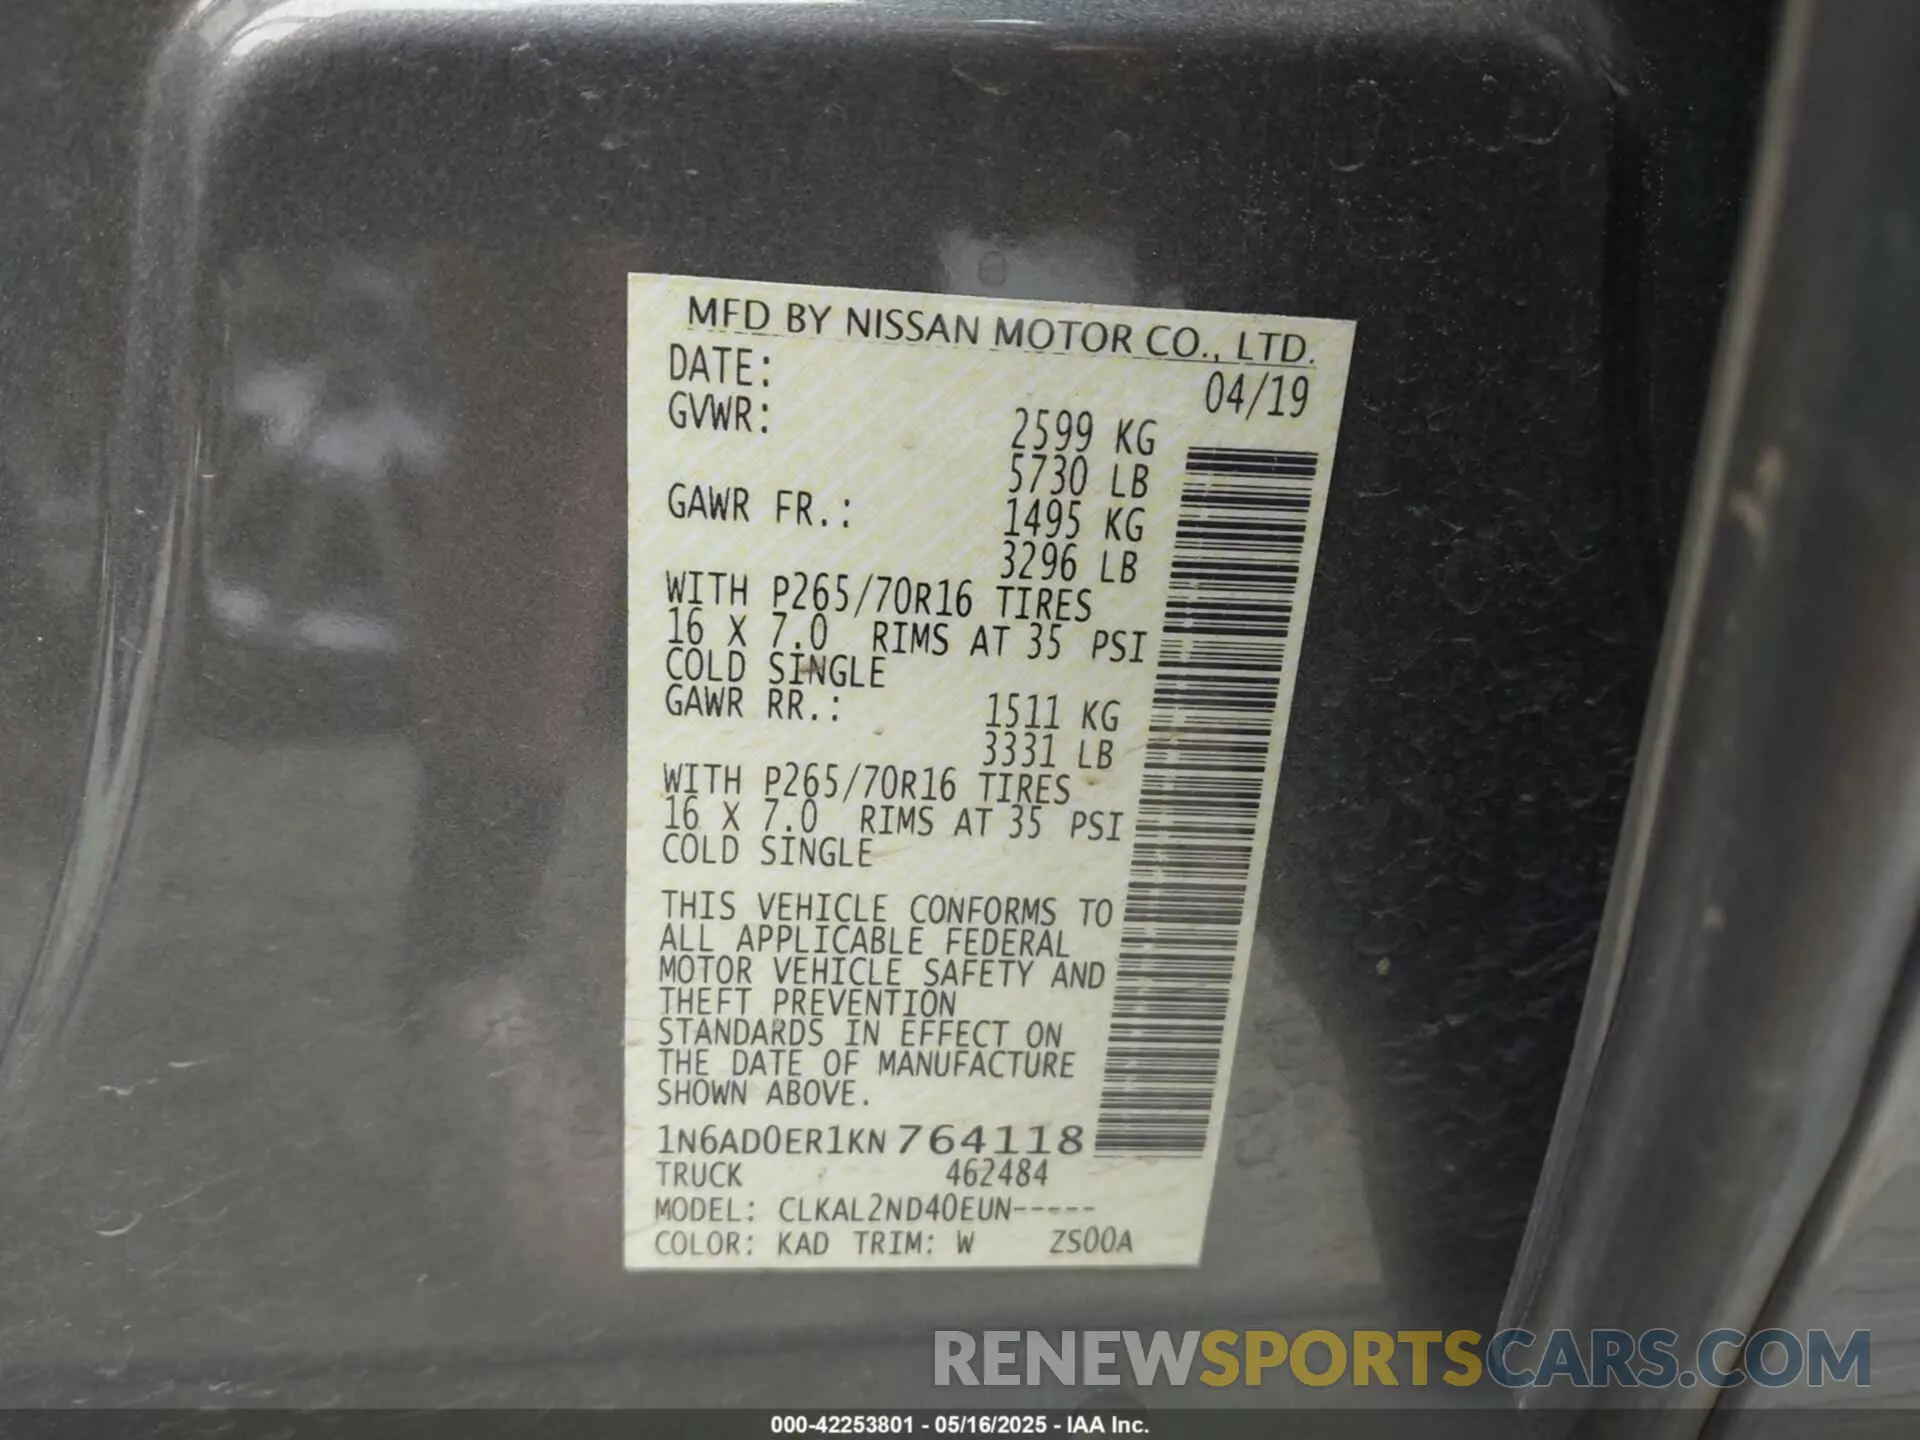 MFD BY NISSAN MOTOR CO., LTD.
DATE: 04/19
GVWR: 2599 KG
5730 LB
GAWR FR.: 1495 KG
3296 LB
WITH P265/70R16 TIRES
16 X 7.0 RIMS AT 35 PSI
COLD SINGLE
GAWR RR.: 1511 KG
3331 LB
WITH P265/70R16 TIRES
16 X 7.0 RIMS AT 35 PSI
COLD SINGLE
THIS VEHICLE CONFORMS TO
ALL APPLICABLE FEDERAL
MOTOR VEHICLE SAFETY AND
THEFT PREVENTION
STANDARDS IN EFFECT ON
THE DATE OF MANUFACTURE
SHOWN ABOVE.
1N6AD0ER1KN764118
TRUCK 462484
MODEL: CLKAL2ND40EUN-----
COLOR: KAD TRIM: W ZS00A
RENEWSPORTSCARS.COM
000-42253801 - 05/16/2025 - IAA Inc.